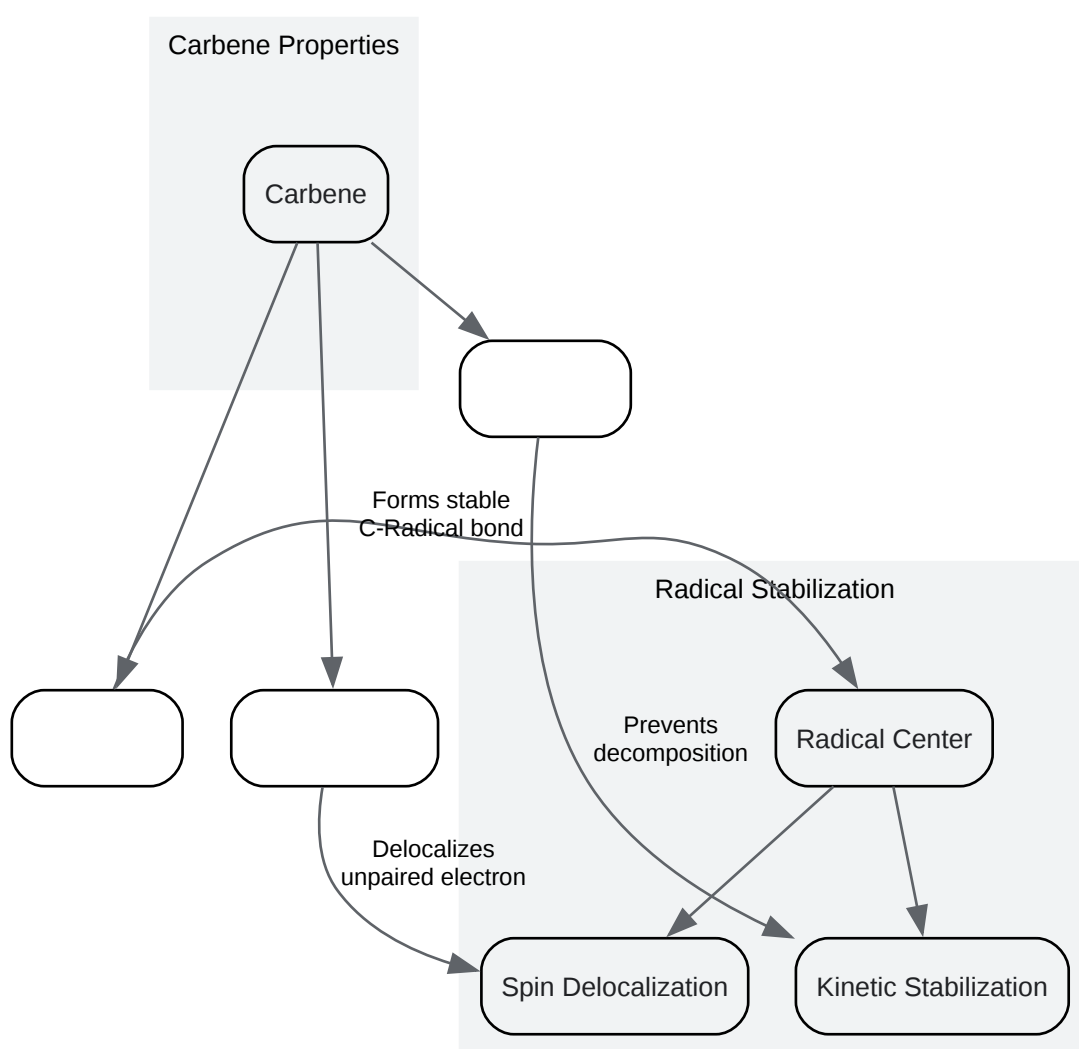 Carbene Properties
Carbene
Forms stable
C-Radical bond
Radical Stabilization
Prevents
decomposition
Radical Center
Delocalizes
unpaired electron
Spin Delocalization
Kinetic Stabilization